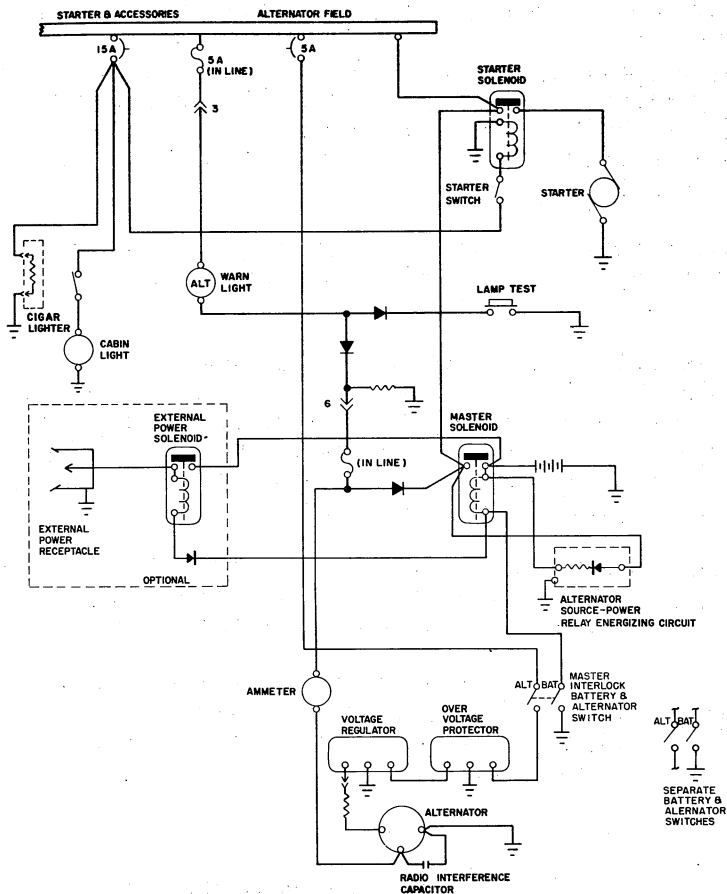 STARTER & ACCESSORIES
ALTERNATOR FIELD
15A
5A
(IN LINE)
5A
3
STARTER
SOLENOID
STARTER
SWITCH
STARTER
ALT
WARN
LIGHT
LAMP TEST
CIGAR
LIGHTER
CABIN
LIGHT
6
EXTERNAL
POWER
SOLENOID
MASTER
SOLENOID
(IN LINE)
EXTERNAL
POWER
RECEPTACLE
OPTIONAL
ALTERNATOR
SOURCE-POWER
RELAY ENERGIZING CIRCUIT
AMMETER
ALT
BAT
MASTER
INTERLOCK
BATTERY &
ALTERNATOR
SWITCH
VOLTAGE
REGULATOR
OVER
VOLTAGE
PROTECTOR
ALT
BAT
SEPARATE
BATTERY &
ALERNATOR
SWITCHES
ALTERNATOR
RADIO INTERFERENCE
CAPACITOR